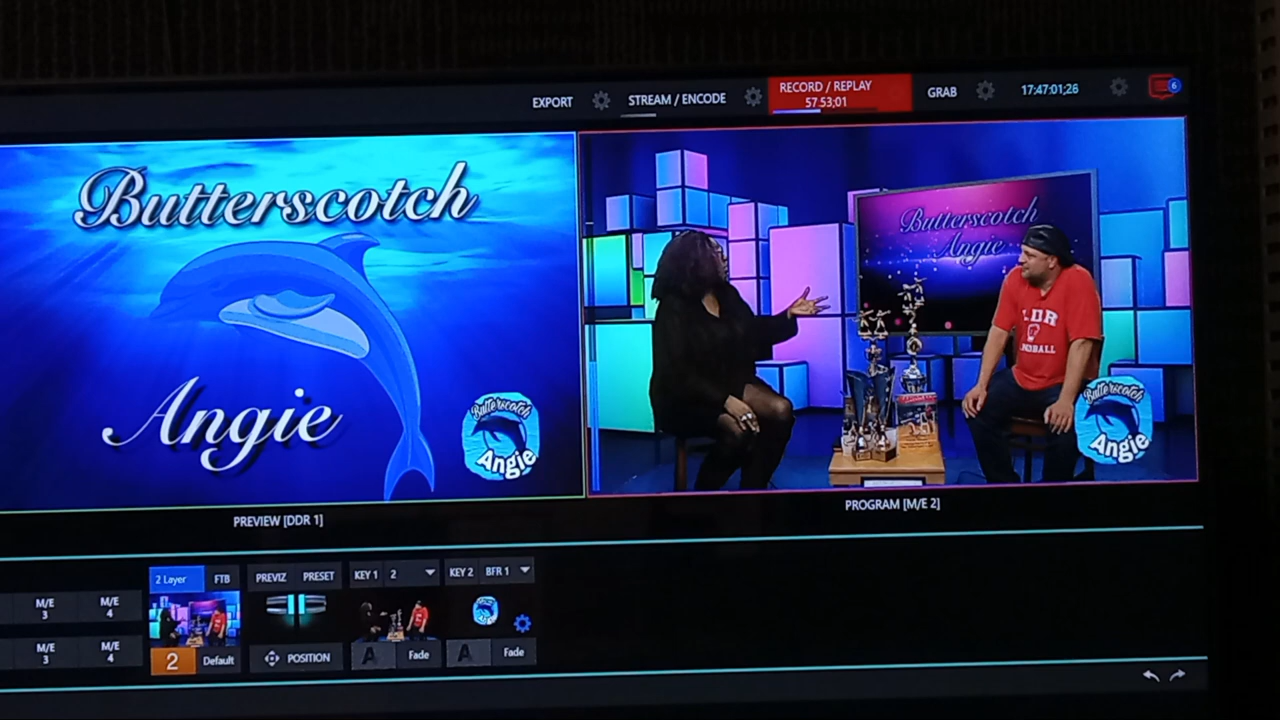 EXPORT
STREAM / ENCODE
RECORD / REPLAY
57 53;01
GRAB
17:47:01;26
6
Butterscotch
Angie
Butterscotch
Angie
Butterscotch
Angie
Butterscotch
Angie
PREVIEW [DDR 1]
PROGRAM [M/E 2]
2 Layer
FTB
PREVIZ
PRESET
KEY 1
2
KEY 2
BFR 1
M/E
3
M/E
4
M/E
3
M/E
4
2
Default
POSITION
A
Fade
A
Fade